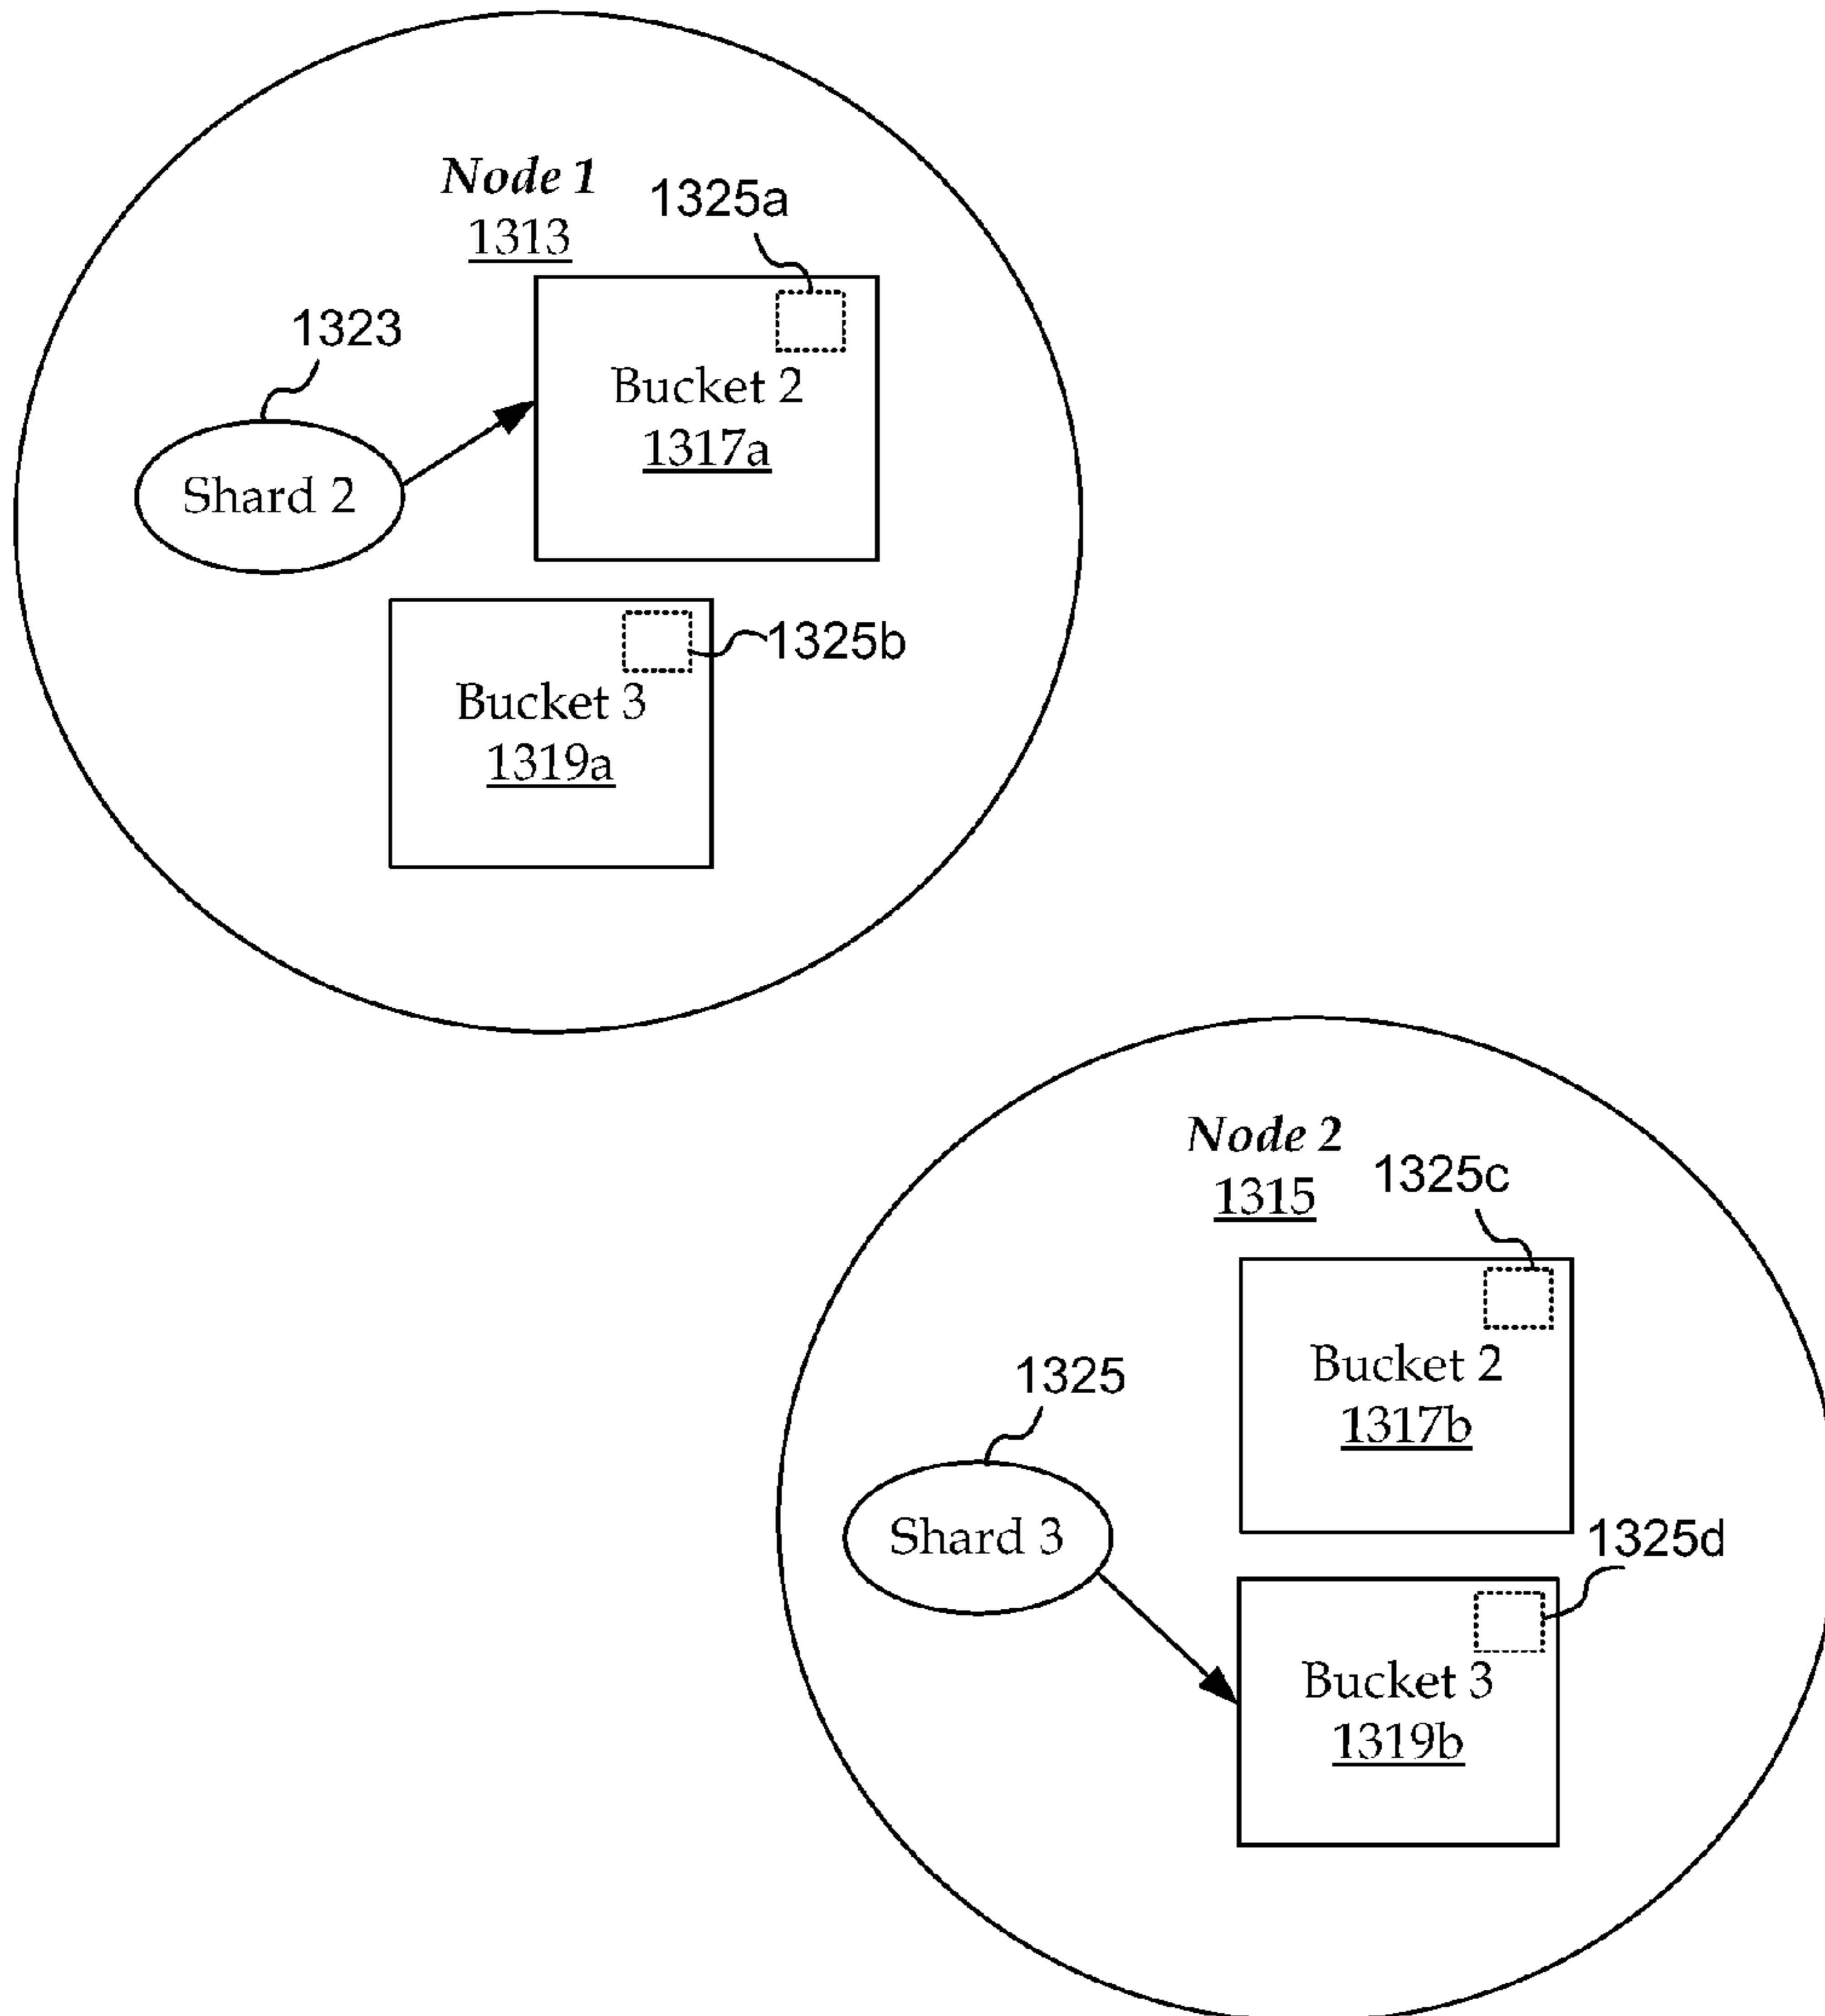 Node 1
1313
1325a
1323
Bucket 2
1317a
Shard 2
1325b
Bucket 3
1319a
Node 2
1315
1325c
1325
Bucket 2
1317b
Shard 3
1325d
Bucket 3
1319b